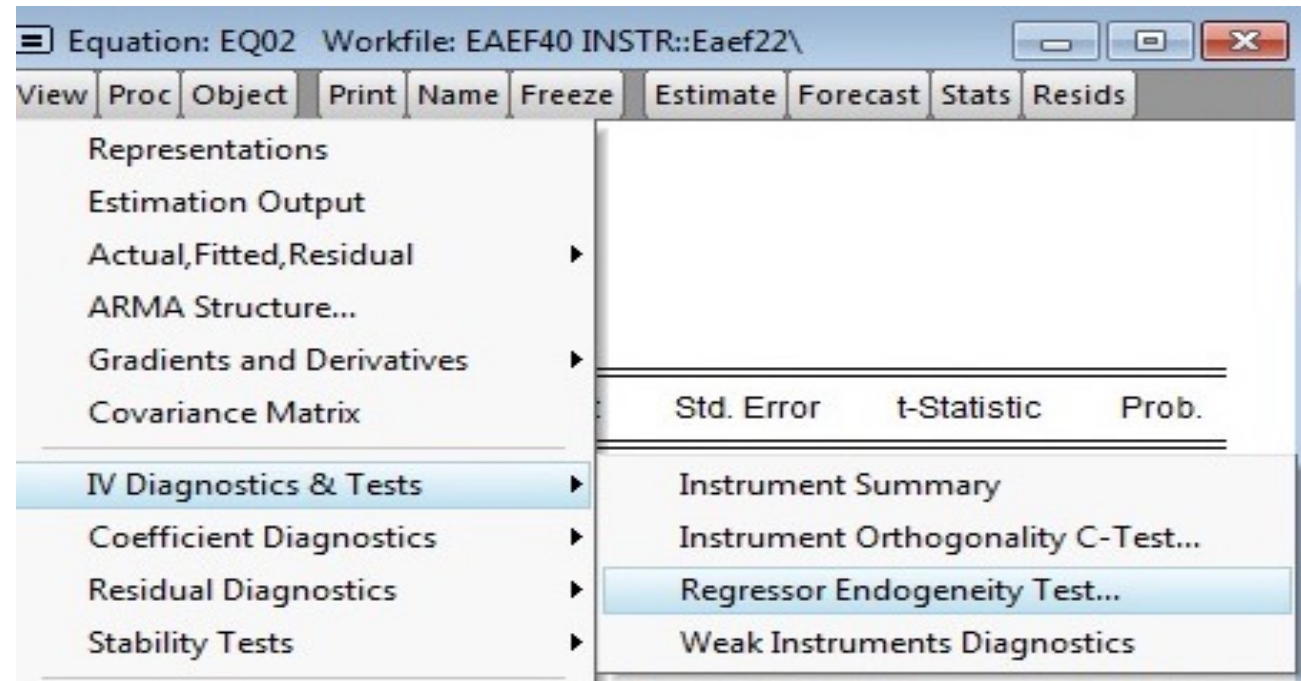 Equation: EQ02 Workfile: EAEF40 INSTR::Eaef22\
View Proc Object Print Name Freeze Estimate Forecast Stats Resids
Representations
Estimation Output
Actual,Fitted,Residual
ARMA Structure...
Gradients and Derivatives
Covariance Matrix
Std. Error t-Statistic Prob.
IV Diagnostics & Tests
Coefficient Diagnostics
Residual Diagnostics
Stability Tests
Instrument Summary
Instrument Orthogonality C-Test...
Regressor Endogeneity Test...
Weak Instruments Diagnostics